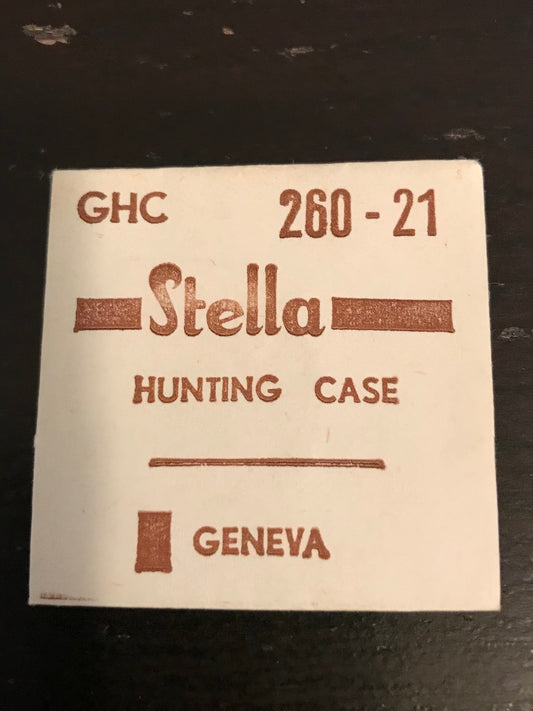 GHC 260 - 21
Stella
HUNTING CASE
GENEVA